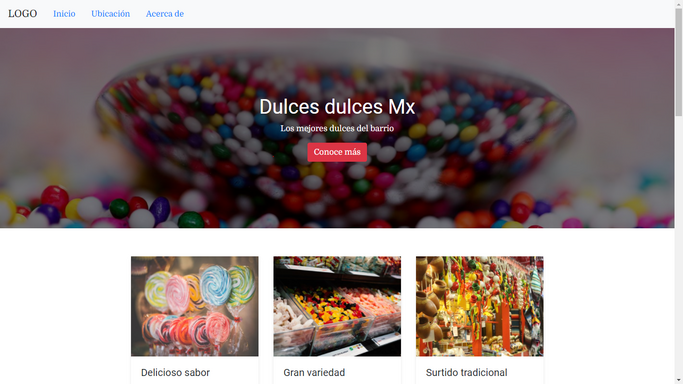 LOGO Inicio Ubicación Acerca de
Dulces dulces Mx
Los mejores dulces del barrio
Conoce más
Delicioso sabor
Gran variedad
Surtido tradicional